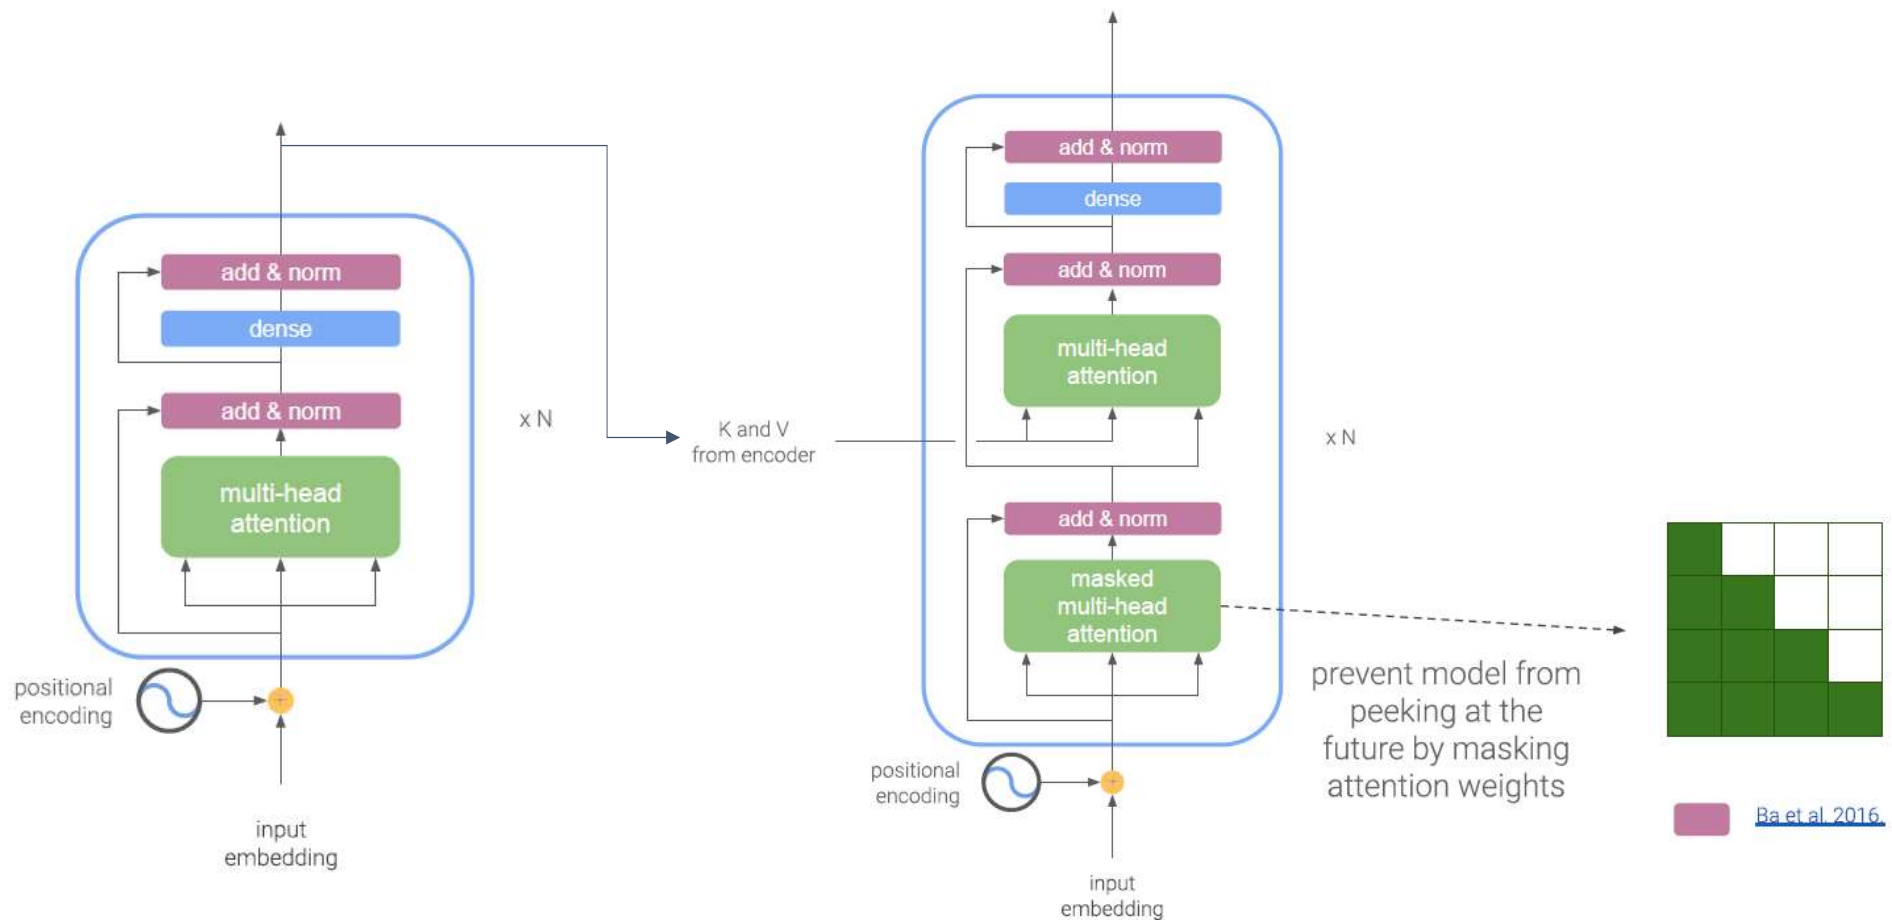 add & norm
dense
add & norm
multi-head
attention
x N
positional
encoding
input
embedding
K and V
from encoder
add & norm
dense
add & norm
multi-head
attention
x N
add & norm
masked
multi-head
attention
positional
encoding
input
embedding
prevent model from
peeking at the
future by masking
attention weights
Ba et al. 2016.